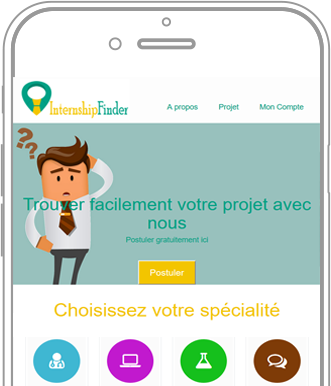 InternshipFinder
A propos Projet Mon Compte
? ? ?
Trouver facilement votre projet avec
nous
Postuler gratuitement ici
Postuler
Choisissez votre spécialité